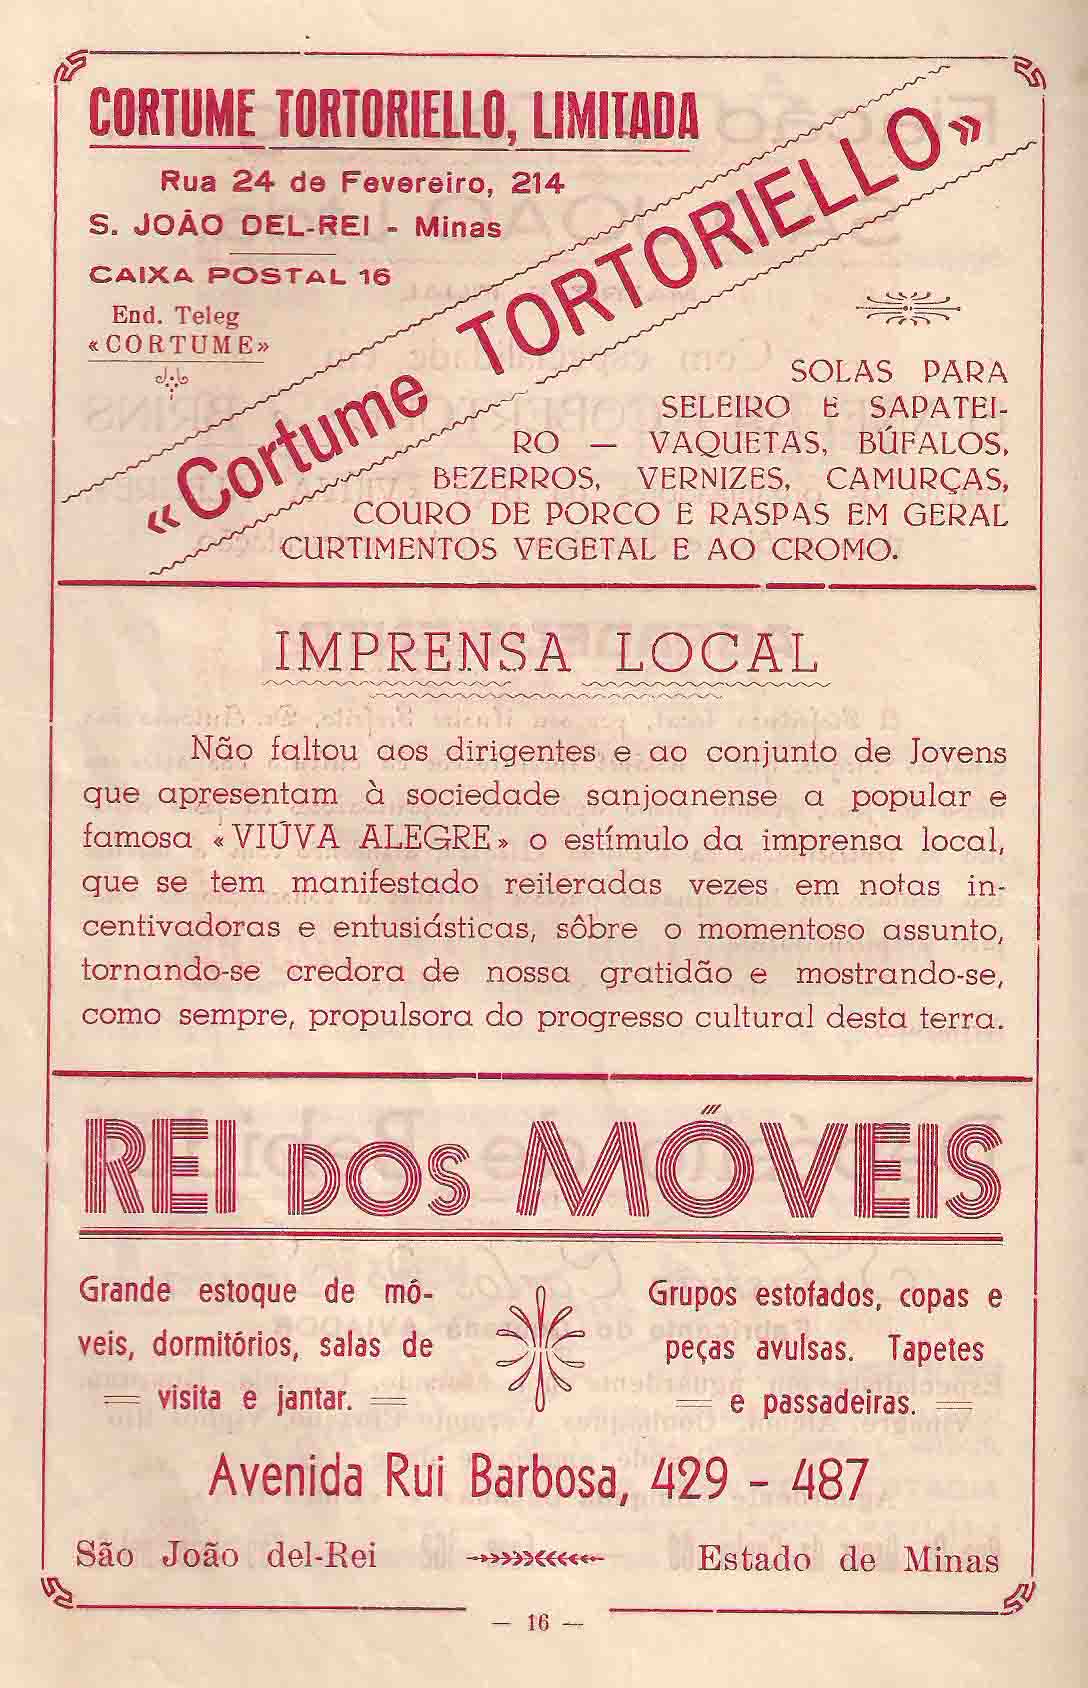 CORTUME TORTORIELLO, LIMITADA
Rua 24 de Fevereiro, 214
S. JOÃO DEL-REI - Minas
CAIXA POSTAL 16
End. Teleg
«CORTUME»
«Cortume TORTORIELLO»
SOLAS PARA
SELEIRO E SAPATEI-
RO — VAQUETAS, BÚFALOS,
BEZERROS, VERNIZES, CAMURÇAS,
COURO DE PORCO E RASPAS EM GERAL
CURTIMENTOS VEGETAL E AO CROMO.
IMPRENSA LOCAL
Não faltou aos dirigentes e ao conjunto de Jovens
que apresentam à sociedade sanjoanense a popular e
famosa «VIÚVA ALEGRE» o estímulo da imprensa local,
que se tem manifestado reiteradas vezes em notas in-
centivadoras e entusiásticas, sôbre o momentoso assunto,
tornando-se credora de nossa gratidão e mostrando-se,
como sempre, propulsora do progresso cultural desta terra.
REI DOS MÓVEIS
Grande estoque de mó-
veis, dormitórios, salas de
visita e jantar.
Grupos estofados, copas e
peças avulsas. Tapetes
e passadeiras.
Avenida Rui Barbosa, 429 - 487
São João del-Rei
Estado de Minas
— 16 —